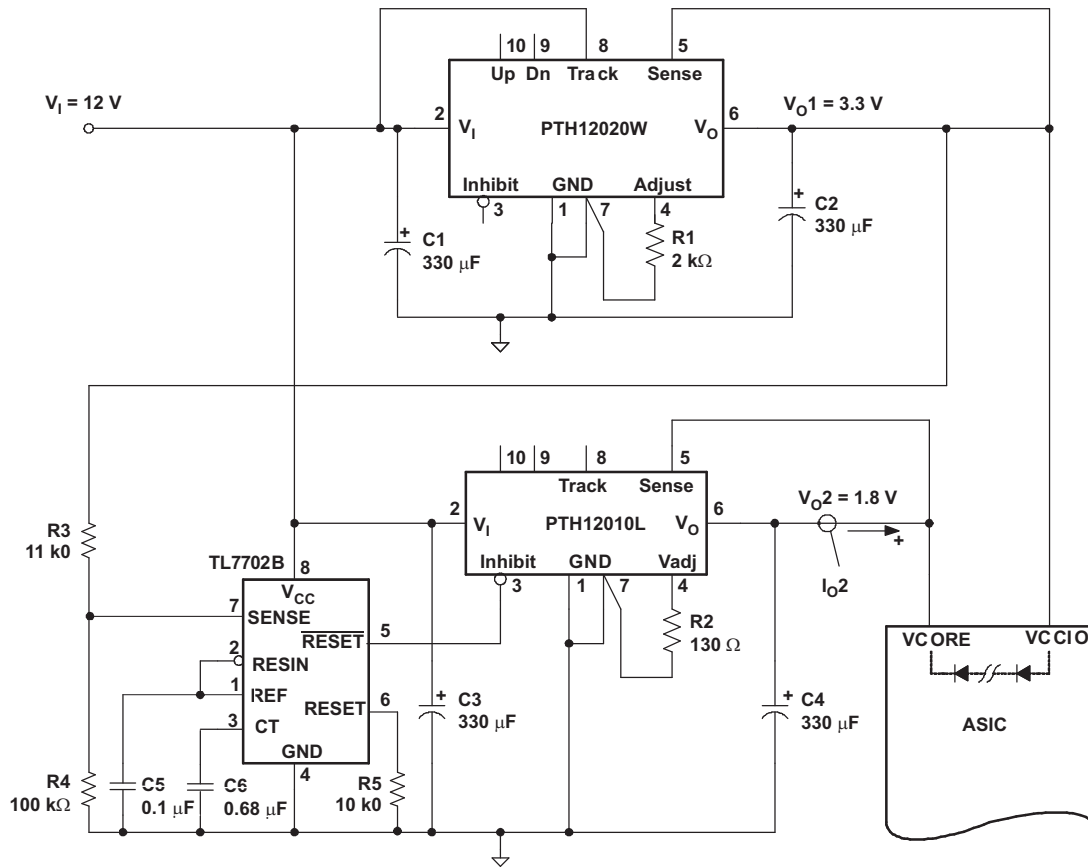 10 9 8 5
Up Dn Track Sense
V_I = 12 V
2 V_I PTH12020W V_O 6
V_O1 = 3.3 V
Inhibit GND Adjust
3 1 7 4
C1
330 μF
R1
2 kΩ
C2
330 μF
10 9 8 5
Track Sense
2 V_I PTH12010L V_O 6
V_O2 = 1.8 V
+
I_O2
Inhibit GND Vadj
3 1 7 4
R2
130 Ω
R3
11 k0
TL7702B
8
V_CC
7 SENSE
RESET 5
2 RESIN
1 REF
RESET 6
3 CT
GND
4
R4
100 kΩ
C5
0.1 μF
C6
0.68 μF
R5
10 k0
C3
330 μF
C4
330 μF
VCORE VCCIO
ASIC